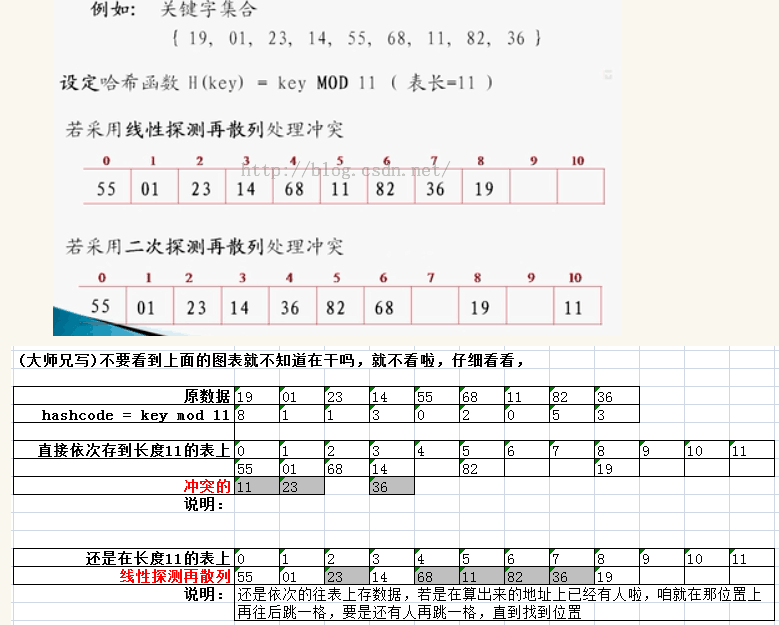 例如: 关键字集合
{ 19, 01, 23, 14, 55, 68, 11, 82, 36 }
设定哈希函数 H(key) = key MOD 11 ( 表长=11 )
若采用线性探测再散列处理冲突
0 1 2 3 4 5 6 7 8 9 10
http://blog.csdn.net/
55 01 23 14 68 11 82 36 19
若采用二次探测再散列处理冲突
0 1 2 3 4 5 6 7 8 9 10
55 01 23 14 36 82 68 19 11
(大师兄写)不要看到上面的图表就不知道在干吗，就不看啦，仔细看看，
原数据 19 01 23 14 55 68 11 82 36
hashcode = key mod 11 8 1 1 3 0 2 0 5 3
直接依次存到长度11的表上 0 1 2 3 4 5 6 7 8 9 10 11
55 01 68 14 82 19
冲突的 11 23 36
说明：
还是在长度11的表上 0 1 2 3 4 5 6 7 8 9 10 11
线性探测再散列 55 01 23 14 68 11 82 36 19
说明： 还是依次的往表上存数据，若是在算出来的地址上已经有人啦，咱就在那位置上
再往后跳一格，要是还有人再跳一格，直到找到位置